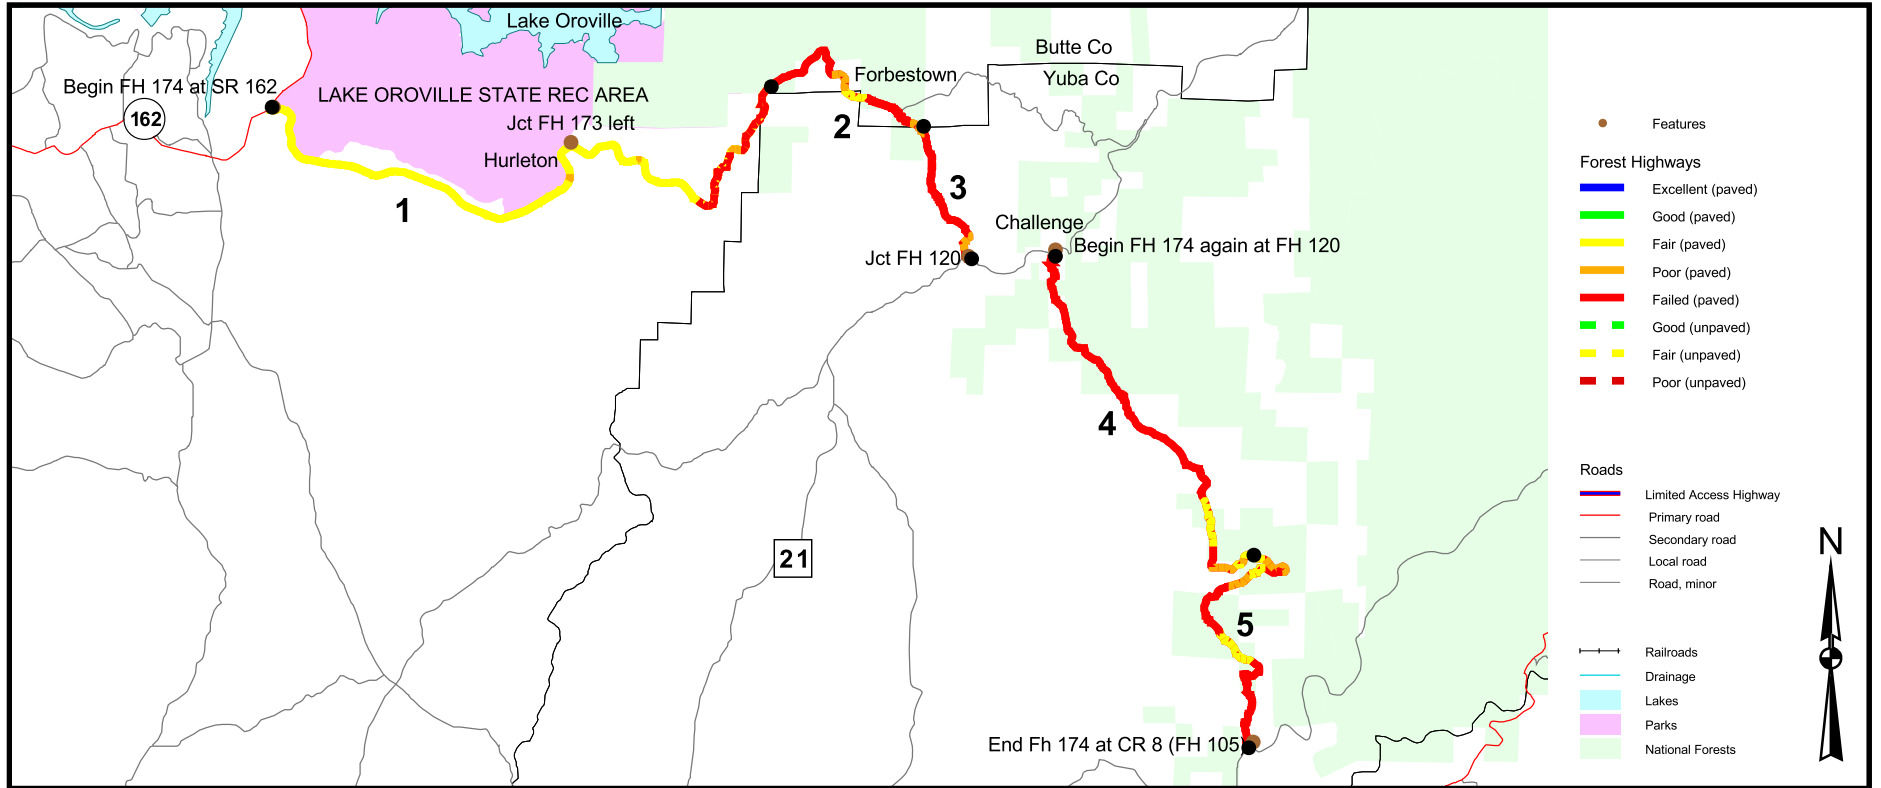 Lake Oroville
Butte Co
Yuba Co
Forbestown
Begin FH 174 at SR 162
LAKE OROVILLE STATE REC AREA
162
Jct FH 173 left
Hurleton
2
3
1
Challenge
Jct FH 120
Begin FH 174 again at FH 120
4
21
5
End Fh 174 at CR 8 (FH 105)
Features
Forest Highways
Excellent (paved)
Good (paved)
Fair (paved)
Poor (paved)
Failed (paved)
Good (unpaved)
Fair (unpaved)
Poor (unpaved)
Roads
Limited Access Highway
Primary road
Secondary road
Local road
Road, minor
N
Railroads
Drainage
Lakes
Parks
National Forests